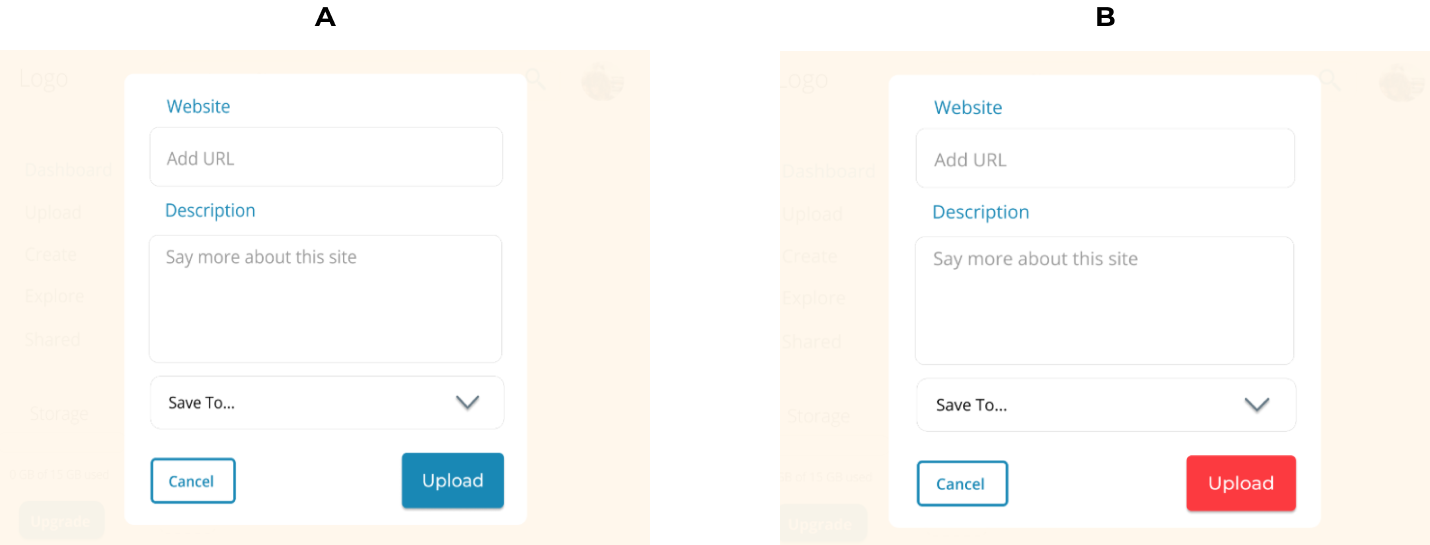 A
Logo
Website
Add URL
Dashboard
Upload
Description
Create
Say more about this site
Explore
Shared
Save To...
Storage
Cancel
Upload
Upgrade
B
Logo
Website
Add URL
Dashboard
Upload
Description
Create
Say more about this site
Explore
Shared
Save To...
Storage
Cancel
Upload
Upgrade